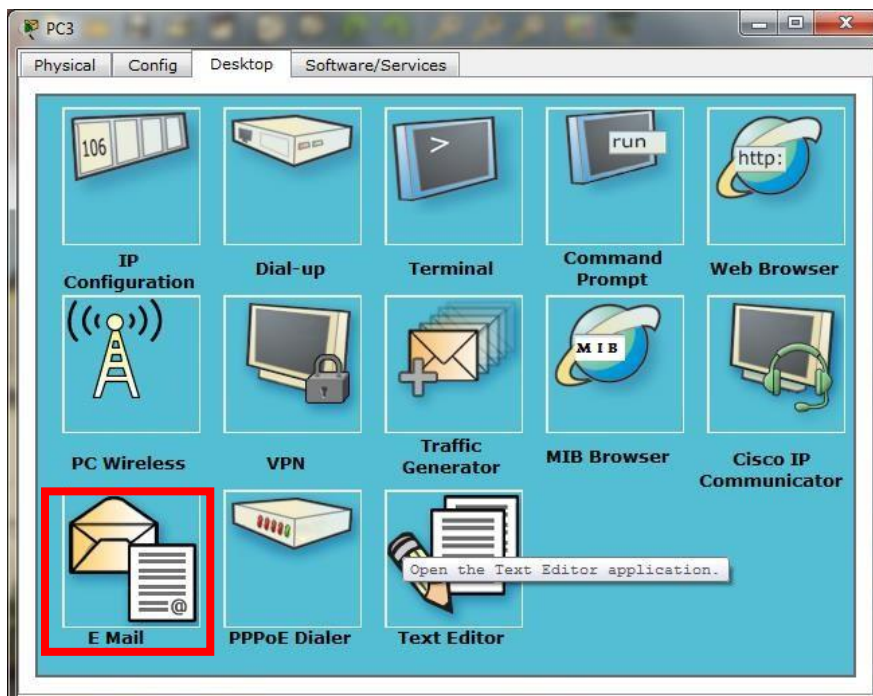 PC3
Physical Config Desktop Software/Services
106
>
run
http:
IP
Configuration
Dial-up
Terminal
Command
Prompt
Web Browser
MIB
PC Wireless
VPN
Traffic
Generator
MIB Browser
Cisco IP
Communicator
@
Open the Text Editor application.
E Mail
PPPoE Dialer
Text Editor